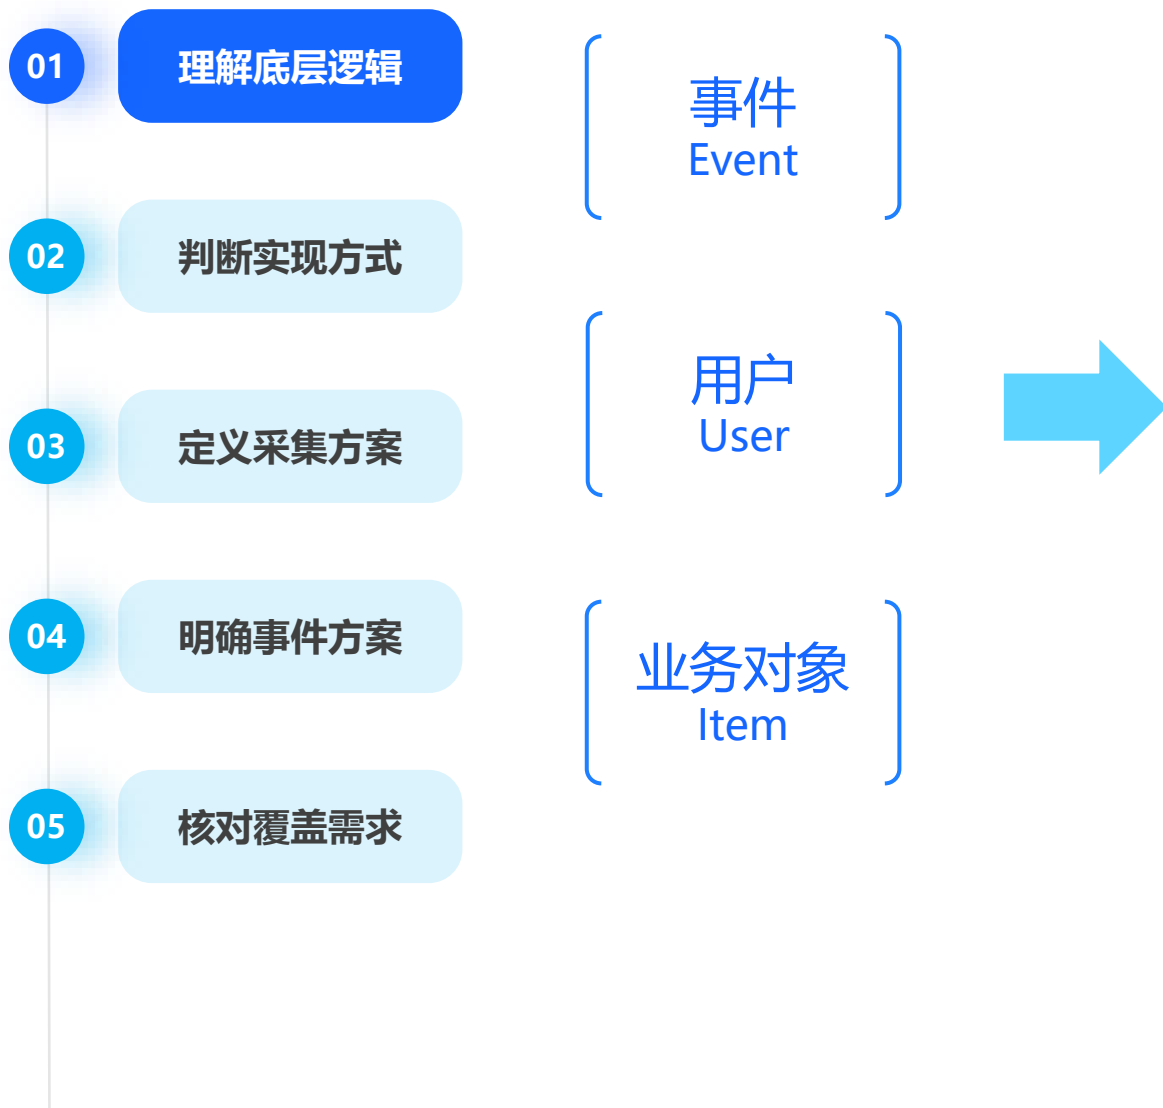 01
理解底层逻辑
02
判断实现方式
03
定义采集方案
04
明确事件方案
05
核对覆盖需求
事件
Event
用户
User
业务对象
Item